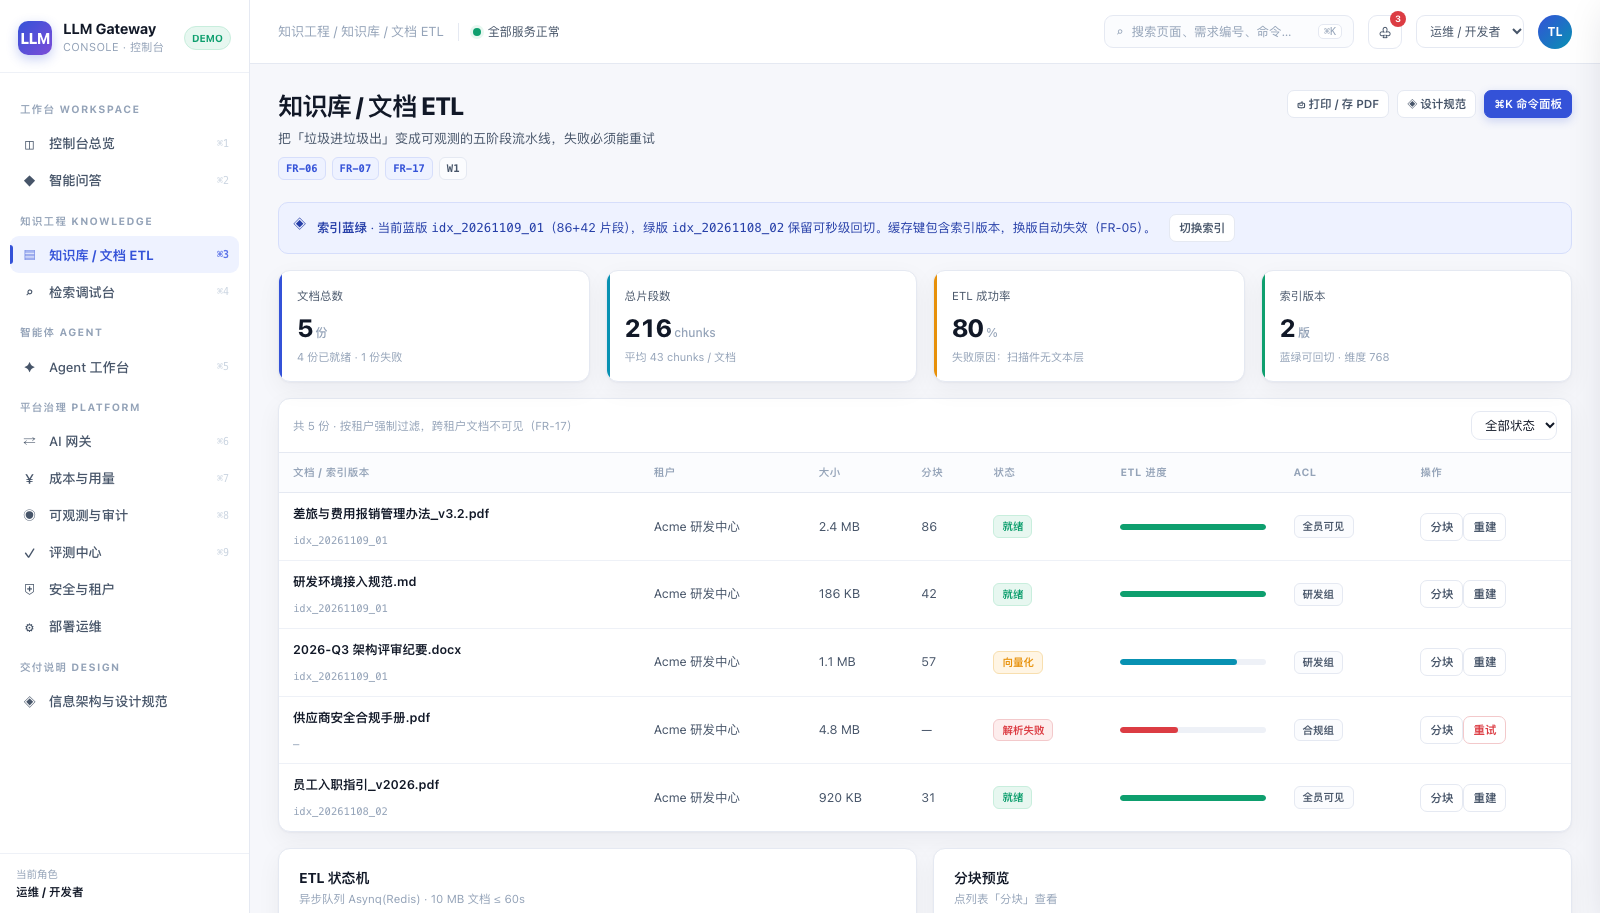 LLM
LLM Gateway
CONSOLE · 控制台
DEMO
知识工程 / 知识库 / 文档 ETL
全部服务正常
搜索页面、需求编号、命令...
⌘K
3
运维 / 开发者
TL
工作台 WORKSPACE
控制台总览 ⌘1
智能问答 ⌘2
知识工程 KNOWLEDGE
知识库 / 文档 ETL ⌘3
检索调试台 ⌘4
智能体 AGENT
Agent 工作台 ⌘5
平台治理 PLATFORM
AI 网关 ⌘6
¥ 成本与用量 ⌘7
可观测与审计 ⌘8
评测中心 ⌘9
安全与租户
部署运维
交付说明 DESIGN
信息架构与设计规范
当前角色
运维 / 开发者
知识库 / 文档 ETL
把「垃圾进垃圾出」变成可观测的五阶段流水线，失败必须能重试
FR-06 FR-07 FR-17 W1
打印 / 存 PDF
设计规范
⌘K 命令面板
索引蓝绿 · 当前蓝版 idx_20261109_01（86+42 片段），绿版 idx_20261108_02 保留可秒级回切。缓存键包含索引版本，换版自动失效（FR-05）。
切换索引
文档总数
5 份
4 份已就绪 · 1 份失败
总片段数
216 chunks
平均 43 chunks / 文档
ETL 成功率
80 %
失败原因：扫描件无文本层
索引版本
2 版
蓝绿可回切 · 维度 768
共 5 份 · 按租户强制过滤，跨租户文档不可见（FR-17）
全部状态
文档 / 索引版本 租户 大小 分块 状态 ETL 进度 ACL 操作
差旅与费用报销管理办法_v3.2.pdf
idx_20261109_01
Acme 研发中心 2.4 MB 86 就绪 全员可见 分块 重建
研发环境接入规范.md
idx_20261109_01
Acme 研发中心 186 KB 42 就绪 研发组 分块 重建
2026-Q3 架构评审纪要.docx
idx_20261109_01
Acme 研发中心 1.1 MB 57 向量化 研发组 分块 重建
供应商安全合规手册.pdf
—
Acme 研发中心 4.8 MB — 解析失败 合规组 分块 重试
员工入职指引_v2026.pdf
idx_20261108_02
Acme 研发中心 920 KB 31 就绪 全员可见 分块 重建
ETL 状态机
异步队列 Asynq(Redis) · 10 MB 文档 ≤ 60s
分块预览
点列表「分块」查看